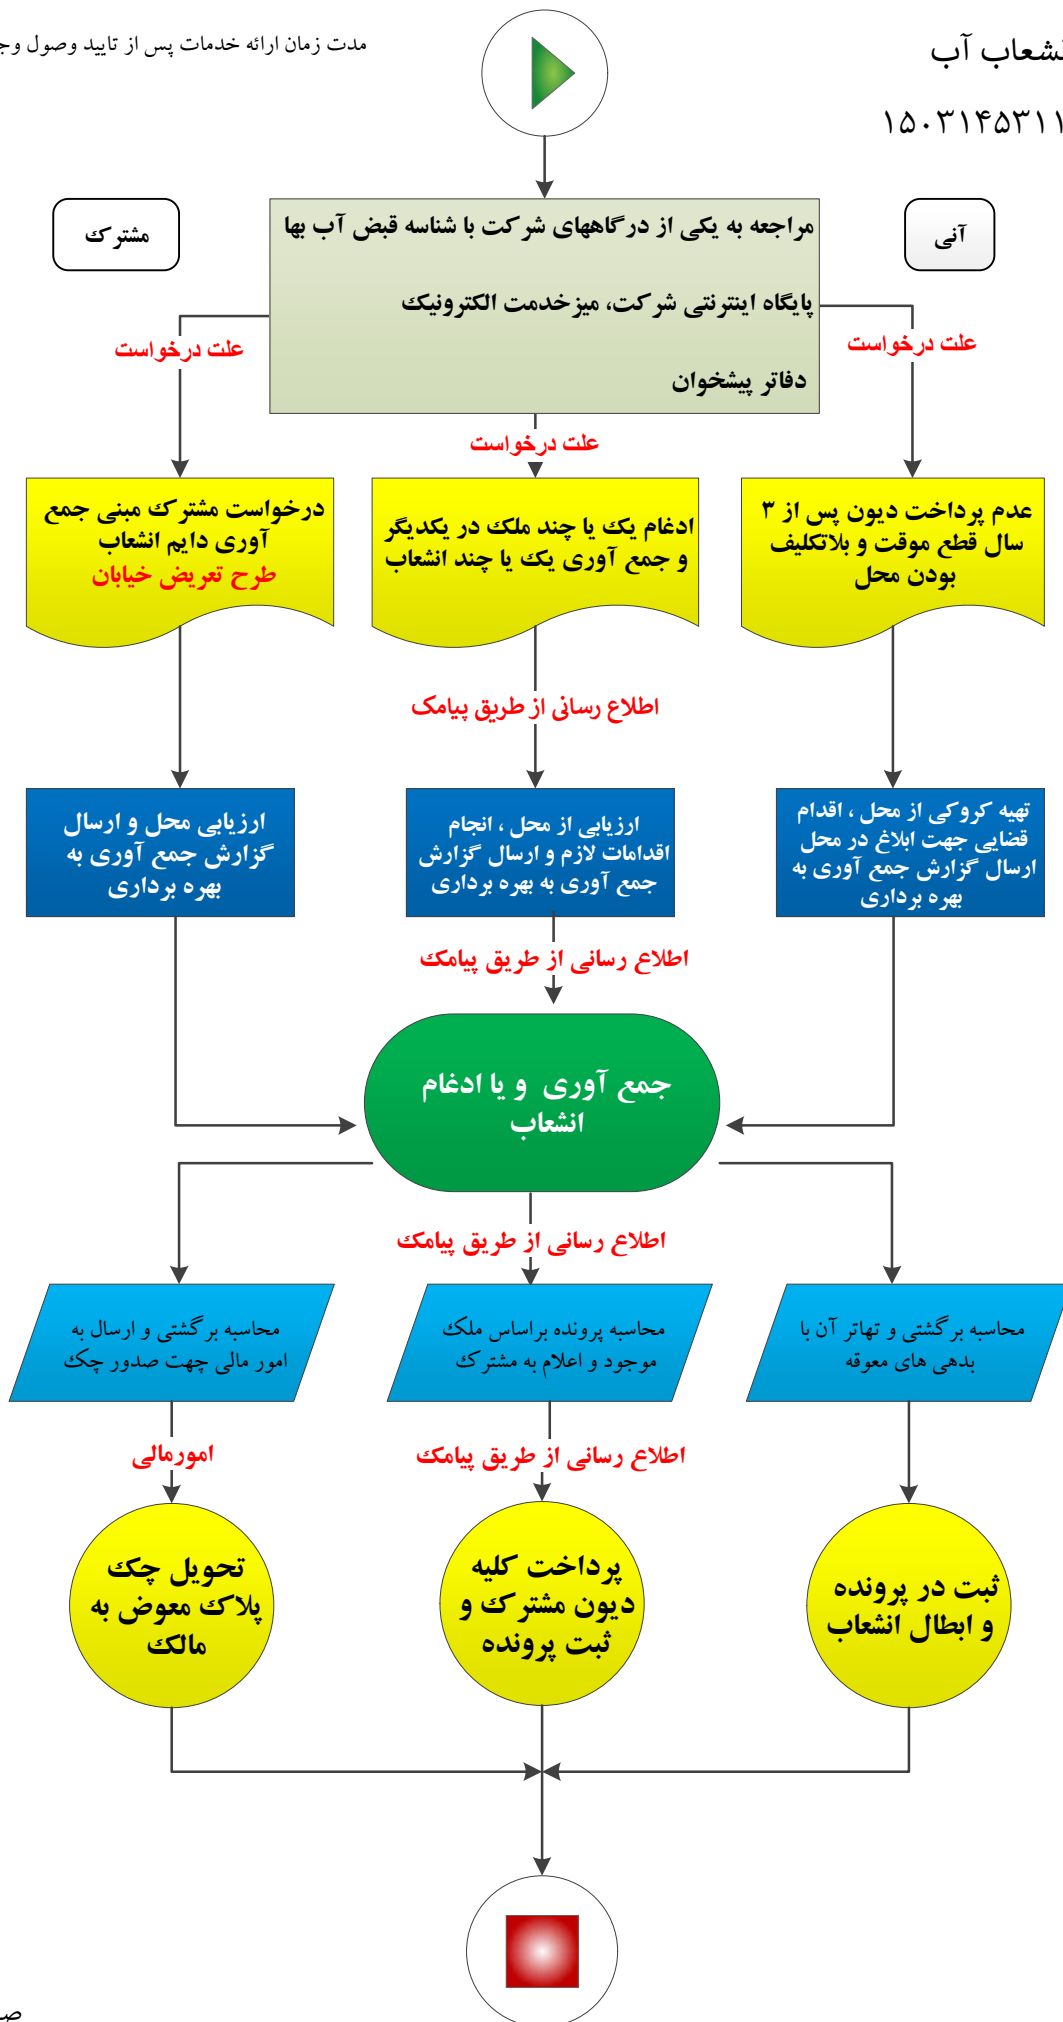 انشعاب آب
مدت زمان ارائه خدمات پس از تایید وصول
۱۵۰۳۱۴۵۳۱۱
آنی
مراجعه به یکی از درگاههای شرکت با شناسه قبض آب بها
پایگاه اینترنتی شرکت، میزخدمت الکترونیک
دفاتر پیشخوان
مشترک
علت درخواست
علت درخواست
علت درخواست
عدم پرداخت دیون پس از ۳
سال قطع موقت و بلاتکلیف
بودن محل
ادغام یک یا چند ملک در یکدیگر
و جمع آوری یک یا چند انشعاب
درخواست مشترک مبنی جمع
آوری دایم انشعاب
طرح تعریض خیابان
اطلاع رسانی از طریق پیامک
تهیه کروکی از محل ، اقدام
قضایی جهت ابلاغ در محل
ارسال گزارش جمع آوری به
بهره برداری
ارزیابی از محل ، انجام
اقدامات لازم و ارسال گزارش
جمع آوری به بهره برداری
ارزیابی محل و ارسال
گزارش جمع آوری به
بهره برداری
اطلاع رسانی از طریق پیامک
جمع آوری و یا ادغام
انشعاب
اطلاع رسانی از طریق پیامک
محاسبه برگشتی و تهاتر آن با
بدهی های معوقه
محاسبه پرونده براساس ملک
موجود و اعلام به مشترک
محاسبه برگشتی و ارسال به
امور مالی چهت صدور چک
اطلاع رسانی از طریق پیامک
امورمالی
ثبت در پرونده
و ابطال انشعاب
پرداخت کلیه
دیون مشترک و
ثبت پرونده
تحویل چک
پلاک معوض به
مالک